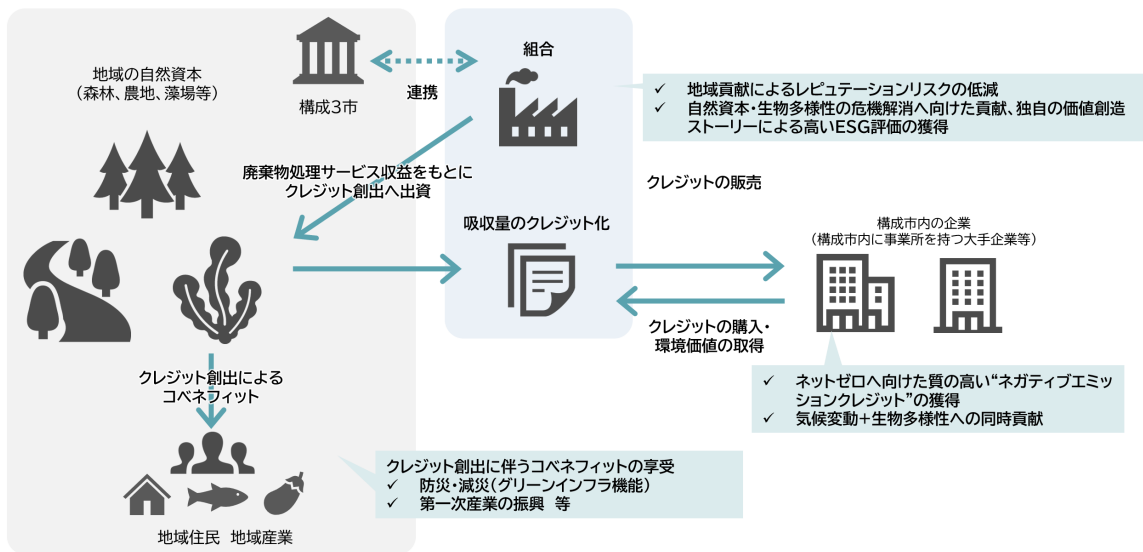 組合
地域の自然資本
（森林、農地、藻場等）
構成３市
連携
✓ 地域貢献によるレピュテーションリスクの低減
✓ 自然資本・生物多様性の危機解消へ向けた貢献、独自の価値創造
ストーリーによる高いESG評価の獲得
廃棄物処理サービス収益をもとに
クレジット創出へ出資
クレジットの販売
吸収量のクレジット化
構成市内の企業
（構成市内に事業所を持つ大手企業等）
クレジットの購入・
環境価値の取得
クレジット創出による
コベネフィット
✓ ネットゼロへ向けた質の高い“ネガティブエミッ
ションクレジット”の獲得
✓ 気候変動＋生物多様性への同時貢献
クレジット創出に伴うコベネフィットの享受
✓ 防災・減災（グリーンインフラ機能）
✓ 第一次産業の振興 等
地域住民 地域産業